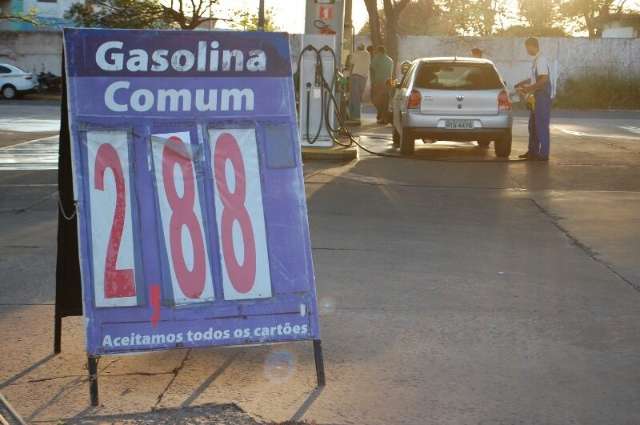 Gasolina
Comum
2,88
Aceitamos todos os cartões